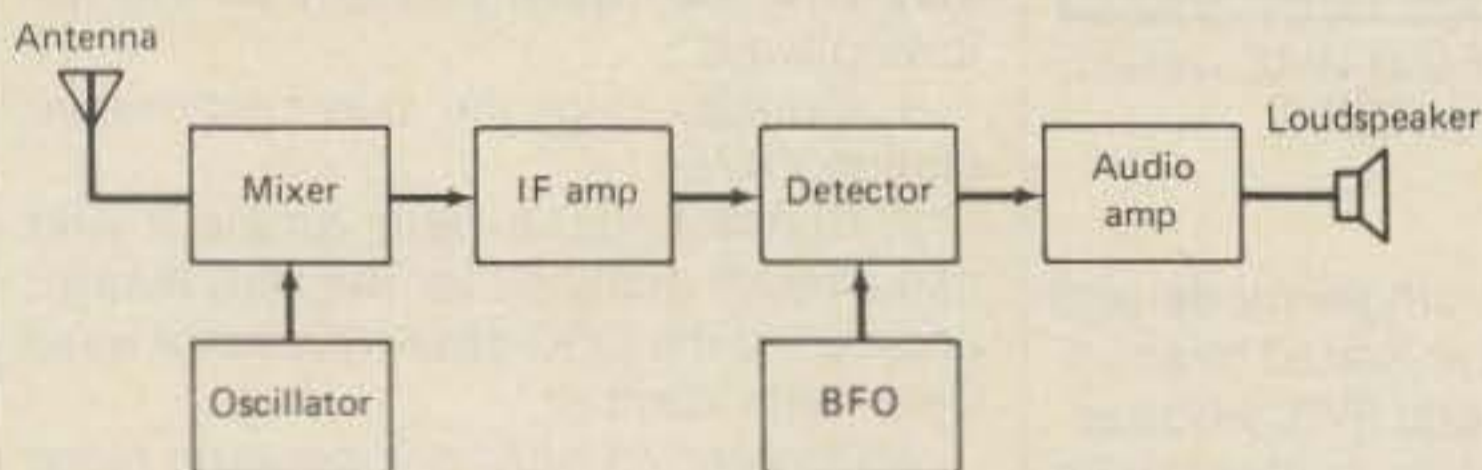 Antenna
Loudspeaker
Mixer
IF amp
Detector
Audio
amp
Oscillator
BFO